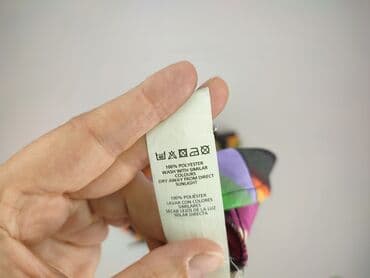 100% POLYESTER
WASH WITH SIMILAR
COLOURS
DRY AWAY FROM DIRECT
SUNLIGHT
100% POLIÉSTER
LAVAR CON COLORES
SIMILARES
SECAR LEJOS DE LA LUZ
SOLAR DIRECTA